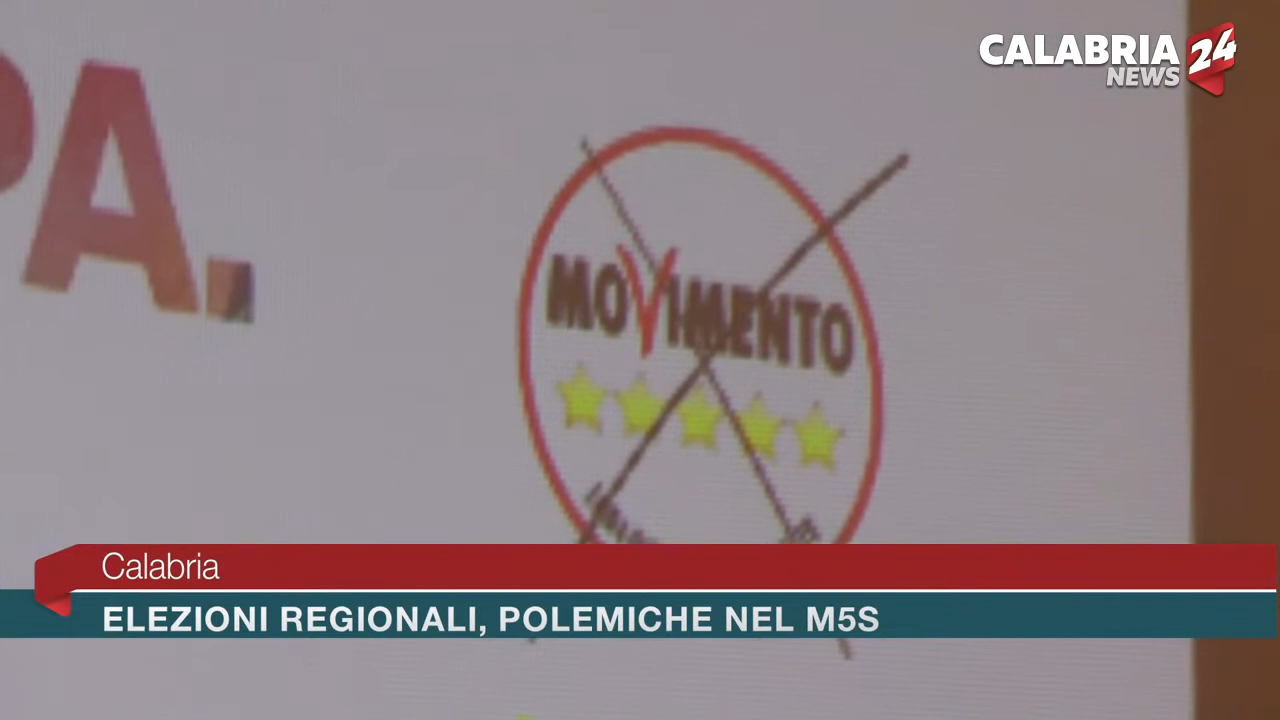 CALABRIA 24
NEWS
PA.
MOVIMENTO
Calabria
ELEZIONI REGIONALI, POLEMICHE NEL M5S